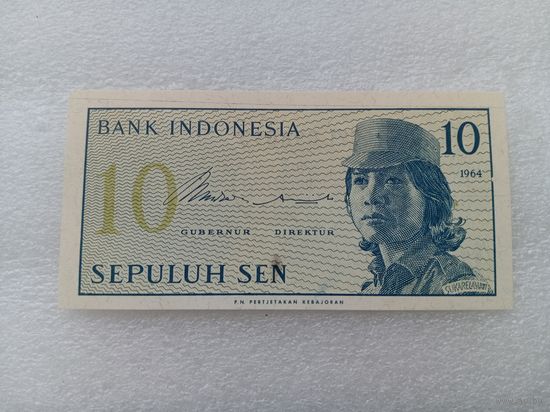 BANK INDONESIA
10
1964
10
GUBERNUR DIREKTUR
SEPULUH SEN
SUKARELAWATI
P.N. PERTJETAKAN KEBAJORAN